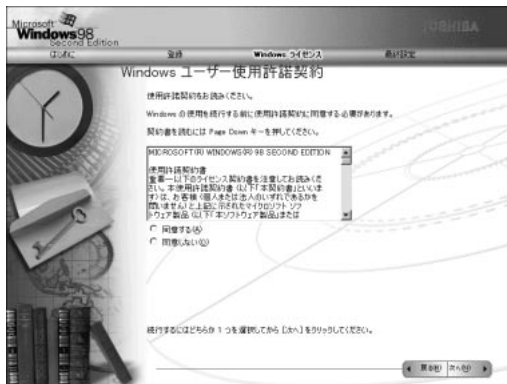 Microsoft
Windows98
Second Edition
TOSHIBA
はじめに 登録 Windows ライセンス 最終設定
Windows ユーザー使用許諾契約
使用許諾契約をお読みください。
Windows の使用を続行する前に使用許諾契約に同意する必要があります。
契約書を読むには Page Down キーを押してください。
MICROSOFT(R) WINDOWS(R) 98 SECOND EDITION
使用許諾契約書
重要－以下のライセンス契約書を注意してお読みくだ
さい。本使用許諾契約書 (以下「本契約書」といいま
す) は、お客様 (個人または法人のいずれであるかを
問いません) と上記に示されたマイクロソフト ソフ
トウェア製品 (以下「本ソフトウェア製品」または
同意する(A)
同意しない(D)
続行するにはどちらか 1 つを選択してから [次へ] をクリックしてください。
戻る(B) 次へ(N)